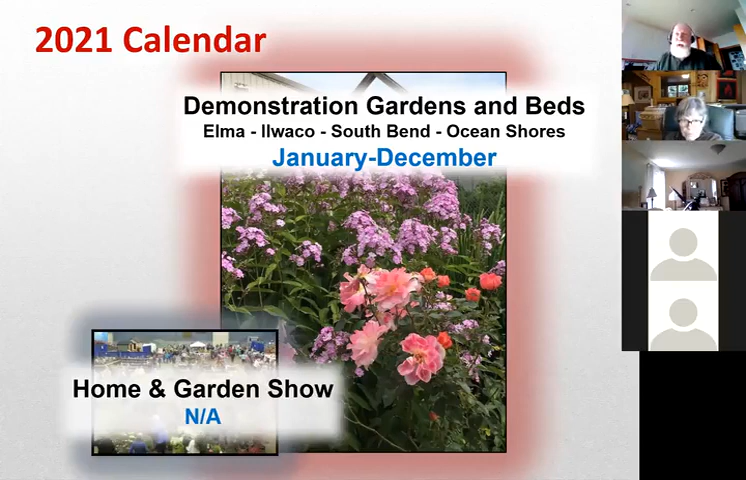 2021 Calendar
Demonstration Gardens and Beds
Elma - Ilwaco - South Bend - Ocean Shores
January-December
Home & Garden Show
N/A